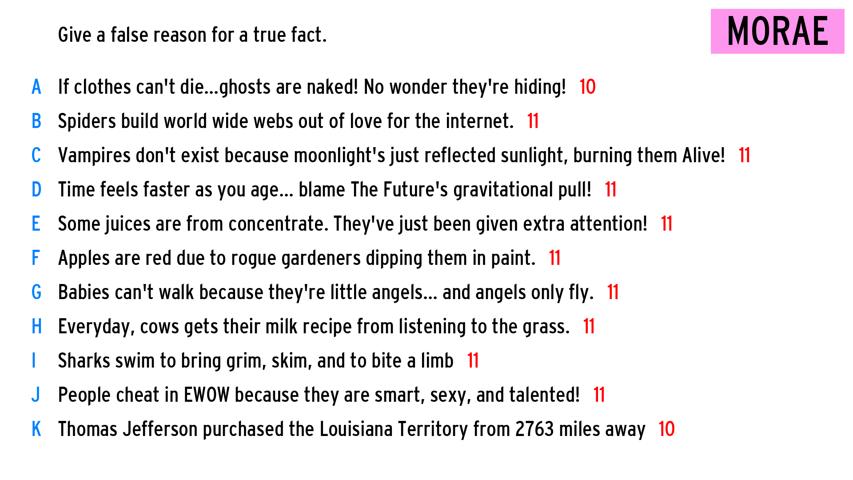 Give a false reason for a true fact.
MORAE
A If clothes can't die...ghosts are naked! No wonder they're hiding! 10
B Spiders build world wide webs out of love for the internet. 11
C Vampires don't exist because moonlight's just reflected sunlight, burning them Alive! 11
D Time feels faster as you age... blame The Future's gravitational pull! 11
E Some juices are from concentrate. They've just been given extra attention! 11
F Apples are red due to rogue gardeners dipping them in paint. 11
G Babies can't walk because they're little angels... and angels only fly. 11
H Everyday, cows gets their milk recipe from listening to the grass. 11
I Sharks swim to bring grim, skim, and to bite a limb 11
J People cheat in EWOW because they are smart, sexy, and talented! 11
K Thomas Jefferson purchased the Louisiana Territory from 2763 miles away 10